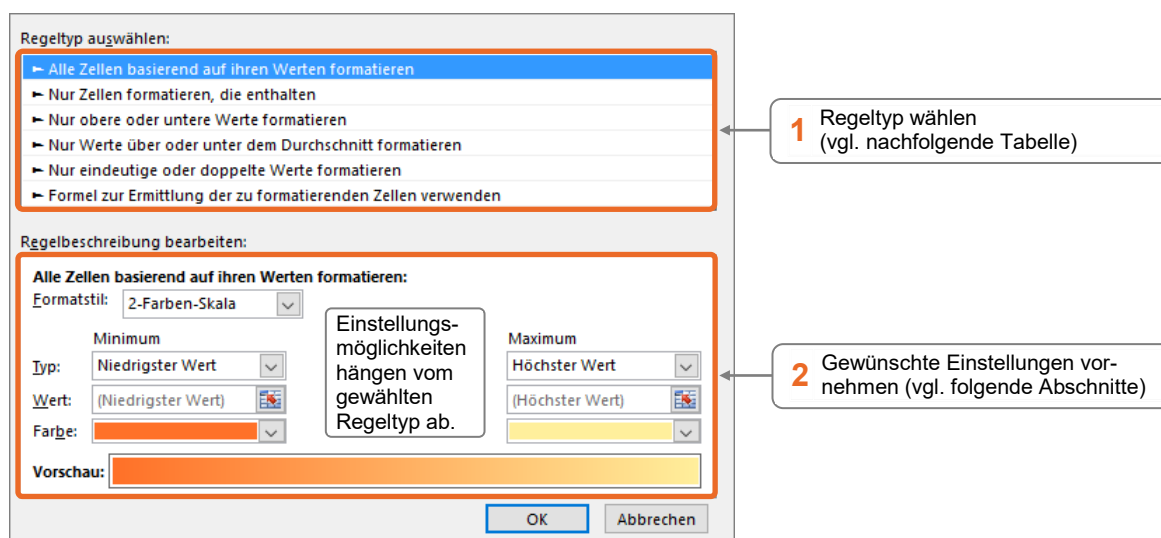 Regeltyp auswählen:
► Alle Zellen basierend auf ihren Werten formatieren
► Nur Zellen formatieren, die enthalten
► Nur obere oder untere Werte formatieren
► Nur Werte über oder unter dem Durchschnitt formatieren
► Nur eindeutige oder doppelte Werte formatieren
► Formel zur Ermittlung der zu formatierenden Zellen verwenden
1 Regeltyp wählen
(vgl. nachfolgende Tabelle)
Regelbeschreibung bearbeiten:
Alle Zellen basierend auf ihren Werten formatieren:
Formatstil: 2-Farben-Skala
Minimum Maximum
Typ: Niedrigster Wert Höchster Wert
Wert: (Niedrigster Wert) (Höchster Wert)
Farbe:
Vorschau:
Einstellungs-
möglichkeiten
hängen vom
gewählten
Regeltyp ab.
2 Gewünschte Einstellungen vor-
nehmen (vgl. folgende Abschnitte)
OK Abbrechen